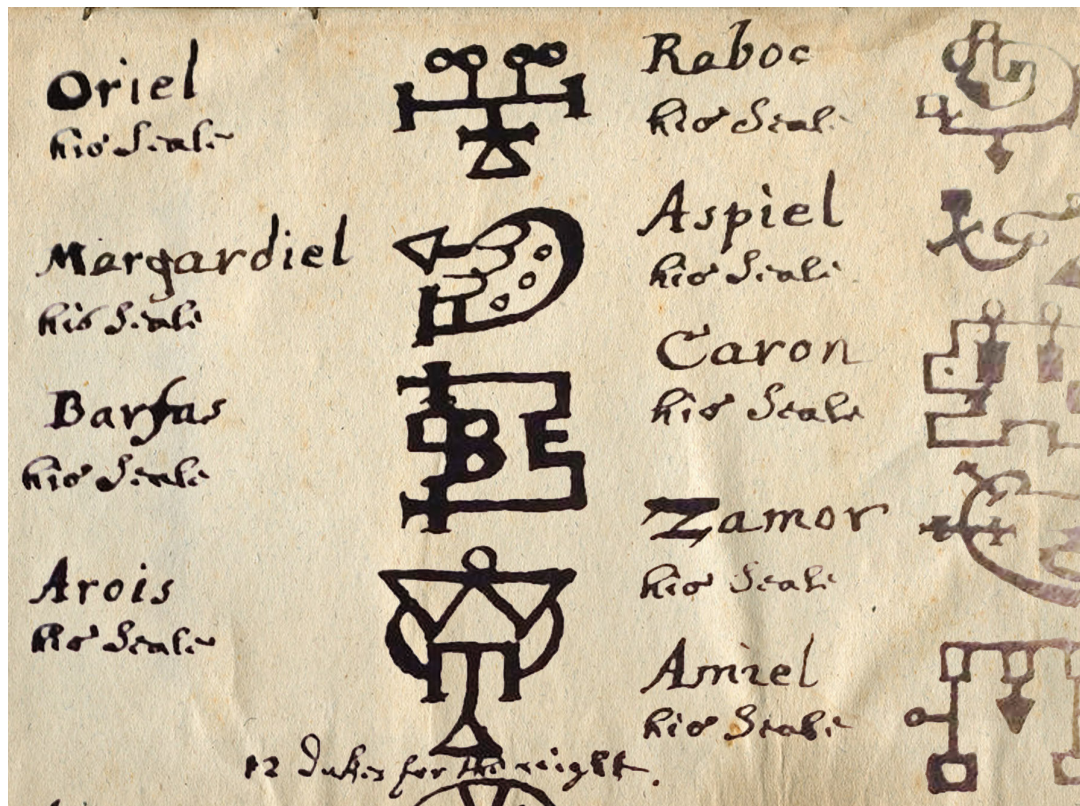 Oriel
his Seale
Margardiel
his Seale
Barfas
his Seale
Arois
his Seale
Raboc
his Seale
Aspiel
his Seale
Caron
his Seale
Zamor
his Seale
Amiel
his Seale
12 Dukes for the night.